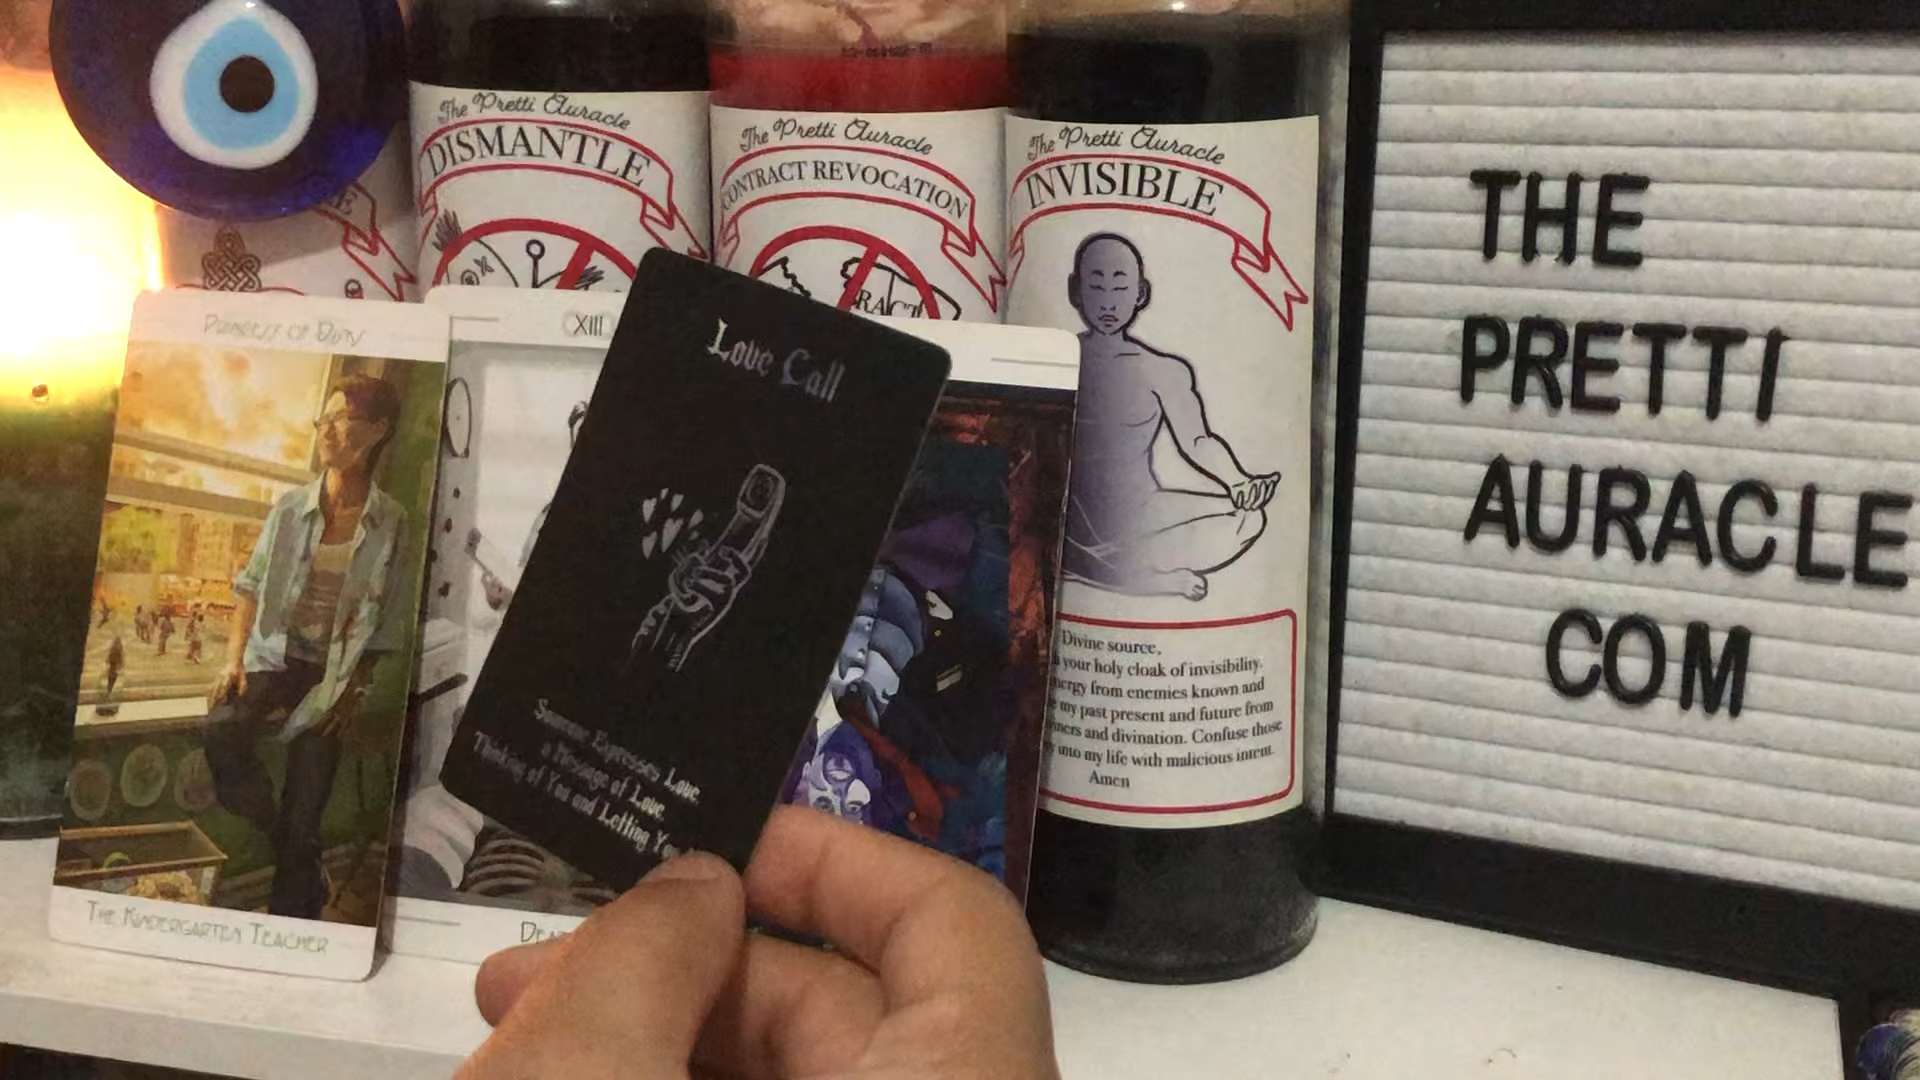 The Pretti Auracle
DISMANTLE
The Pretti Auracle
CONTRACT REVOCATION
The Pretti Auracle
INVISIBLE
THE
PRETTI
AURACLE
COM
PRINCESS OF DUTY
THE KINDERGARTEN TEACHER
XIII
Love Call
Someone Expresses Love.
a Message of Love.
Thinking of You and Letting
Divine source,
your holy cloak of invisibility.
from enemies known and
my past present and future from
and divination. Confuse those
into my life with malicious intent.
Amen